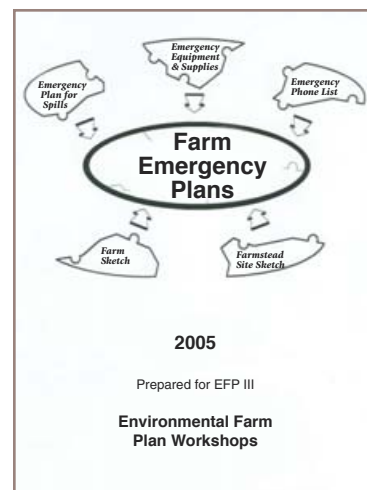 Emergency
Equipment
& Supplies
Emergency
Plan for
Spills
Emergency
Phone List
Farm
Emergency
Plans
Farm
Sketch
Farmstead
Site Sketch
2005
Prepared for EFP III
Environmental Farm
Plan Workshops